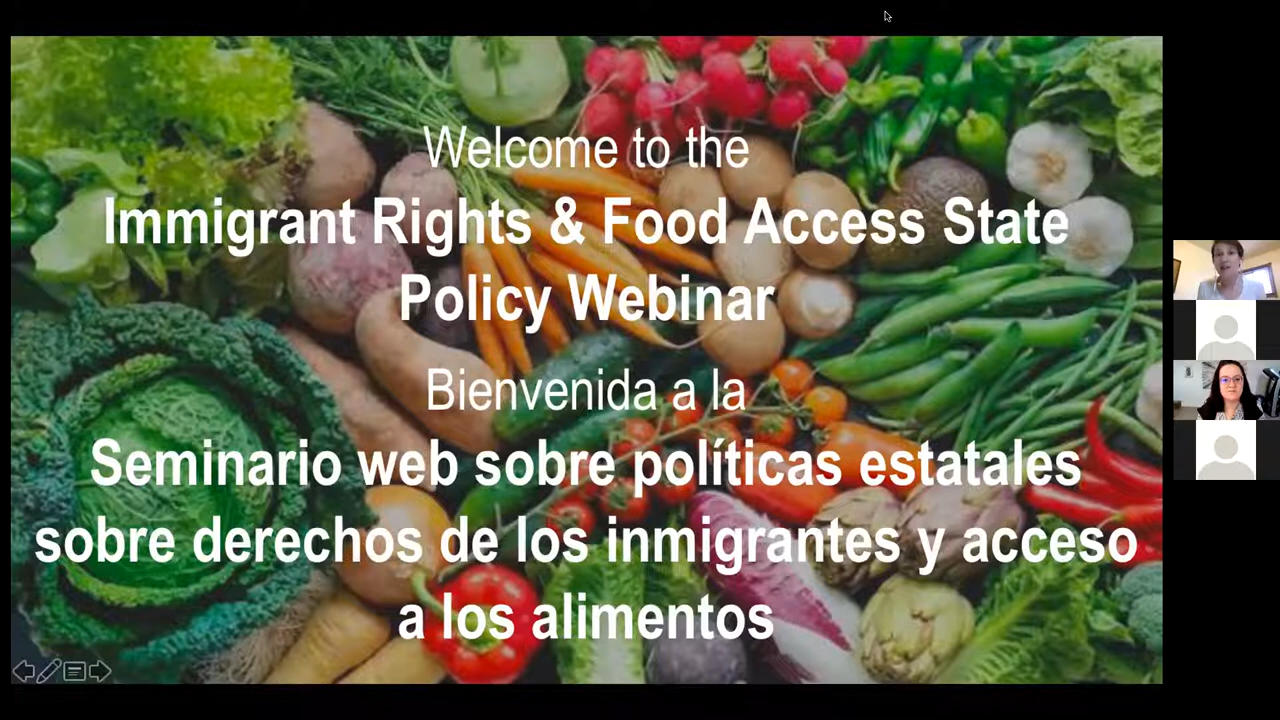 Welcome to the
Immigrant Rights & Food Access State
Policy Webinar
Bienvenida a la
Seminario web sobre políticas estatales
sobre derechos de los inmigrantes y acceso
a los alimentos